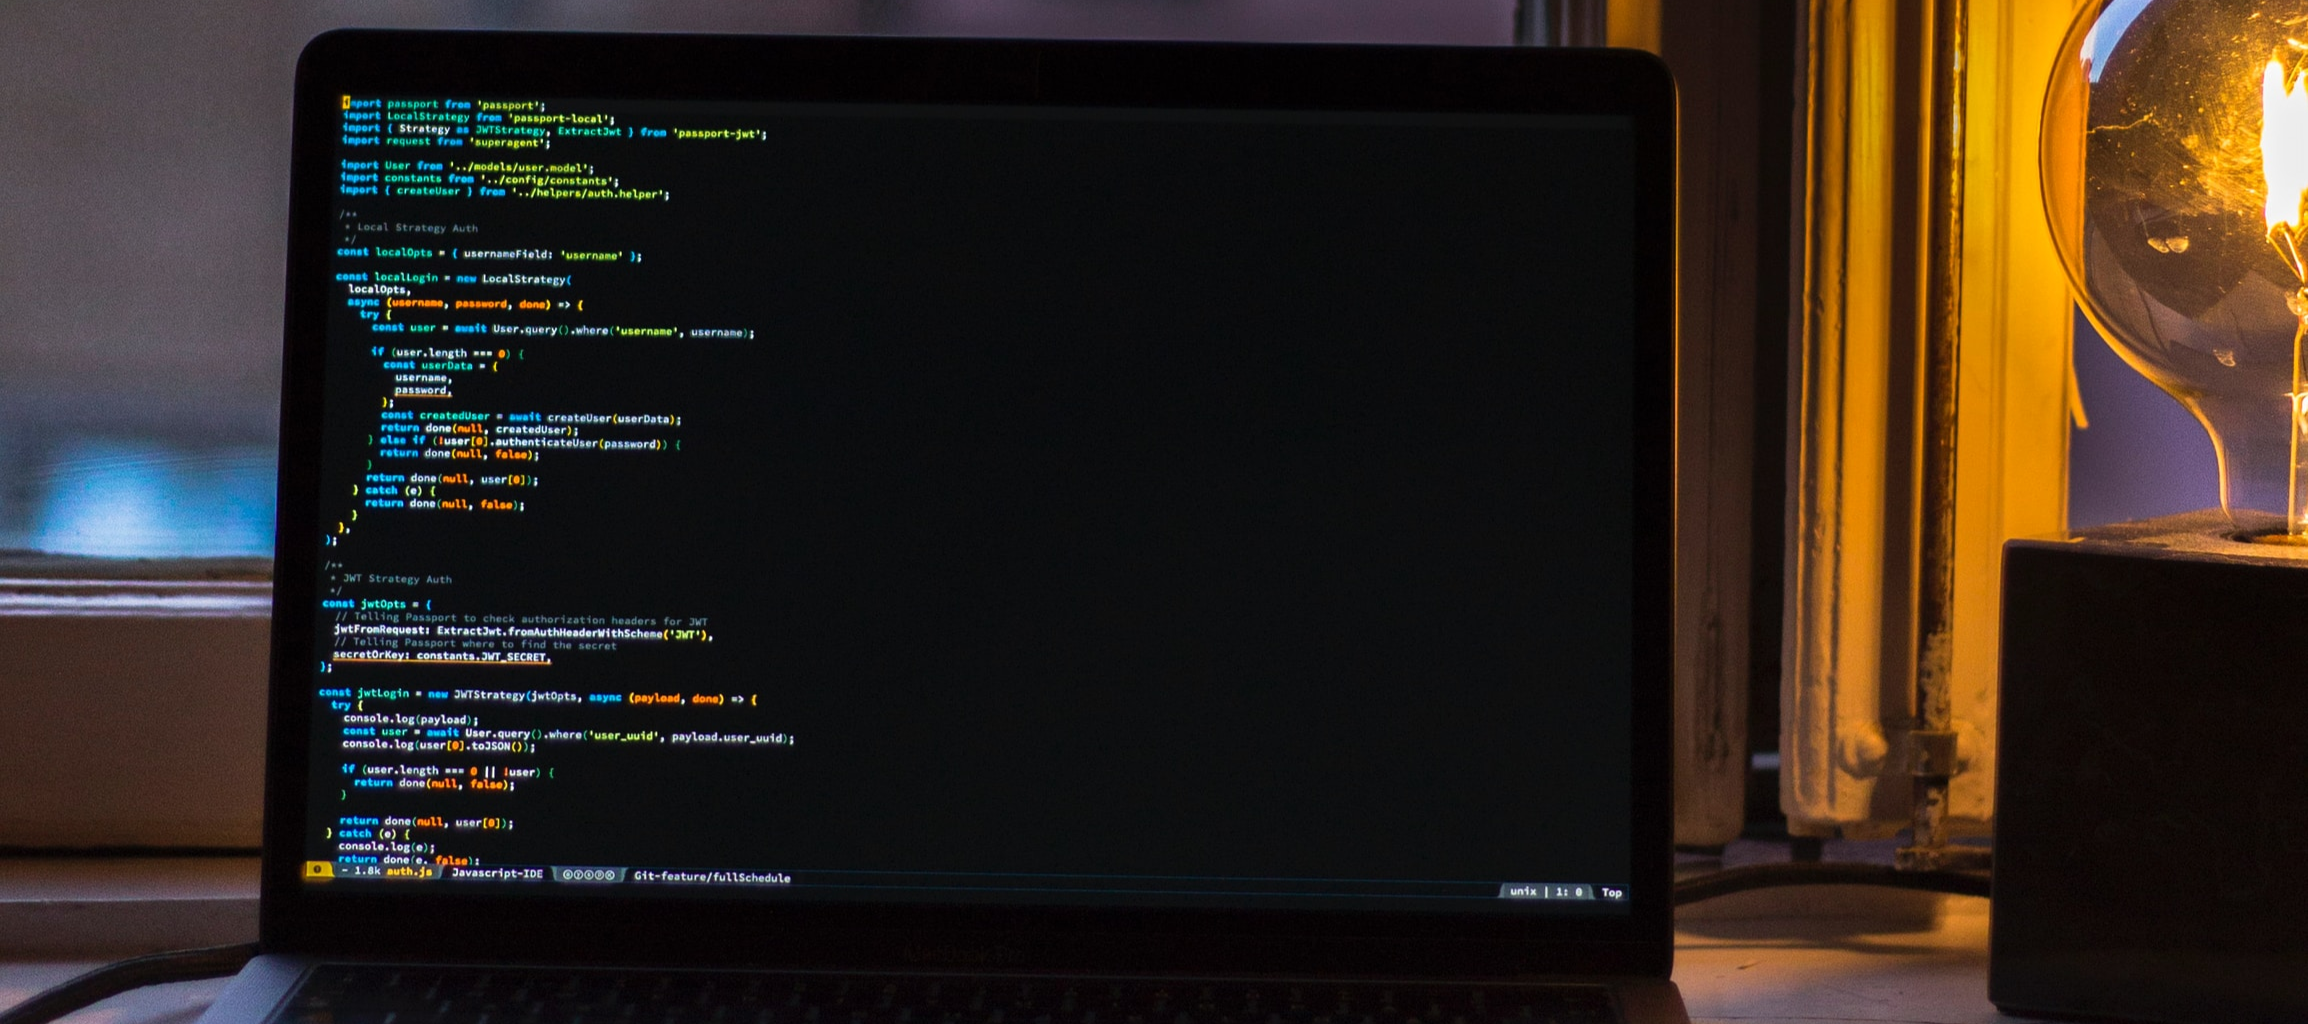 import passport from 'passport';
import LocalStrategy from 'passport-local';
import { Strategy as JWTStrategy, ExtractJwt } from 'passport-jwt';
import request from 'superagent';
import User from '../models/user.model';
import constants from '../config/constants';
import { createUser } from '../helpers/auth.helper';
/**
* Local Strategy Auth
*/
const localOpts = { usernameField: 'username' };
const localLogin = new LocalStrategy(
localOpts,
async (username, password, done) => {
try {
const user = await User.query().where('username', username);
if (user.length === 0) {
const userData = {
username,
password,
};
const createdUser = await createUser(userData);
return done(null, createdUser);
} else if (!user[0].authenticateUser(password)) {
return done(null, false);
}
return done(null, user[0]);
} catch (e) {
return done(null, false);
}
},
);
/**
* JWT Strategy Auth
*/
const jwtOpts = {
// Telling Passport to check authorization headers for JWT
jwtFromRequest: ExtractJwt.fromAuthHeaderWithScheme('JWT'),
// Telling Passport where to find the secret
secretOrKey: constants.JWT_SECRET,
};
const jwtLogin = new JWTStrategy(jwtOpts, async (payload, done) => {
try {
console.log(payload);
const user = await User.query().where('user_uuid', payload.user_uuid);
console.log(user[0].toJSON());
if (user.length === 0 || !user) {
return done(null, false);
}
return done(null, user[0]);
} catch (e) {
console.log(e);
return done(e, false);
- 1.8k auth.js Javascript-IDE Git-feature/fullSchedule unix | 1: 0 Top